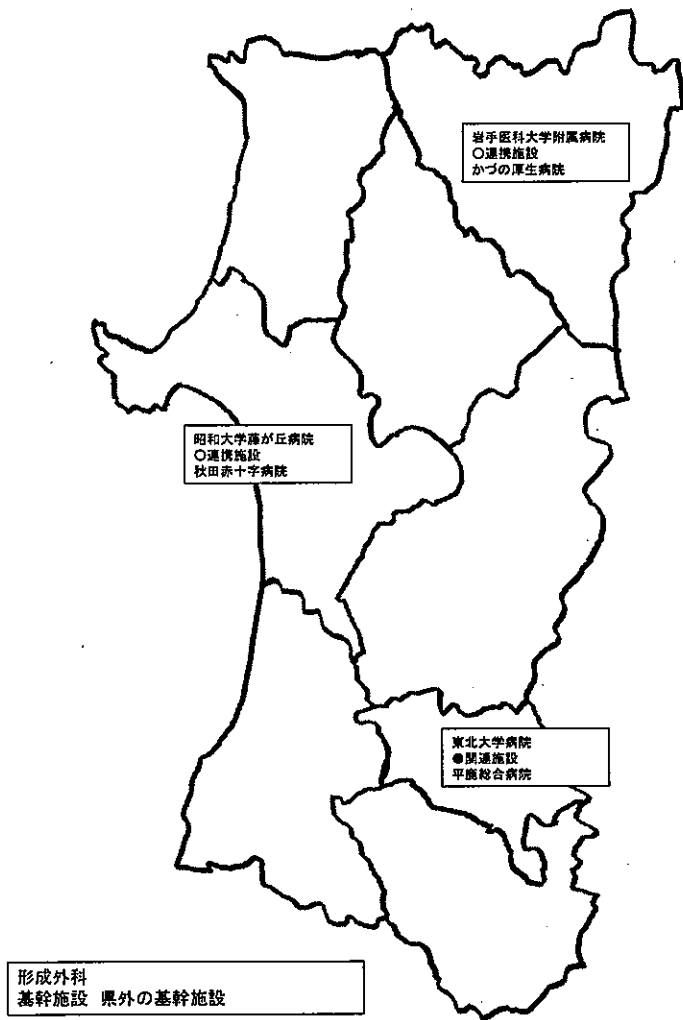 岩手医科大学附属病院
○連携施設
かづの厚生病院
昭和大学藤が丘病院
○連携施設
秋田赤十字病院
東北大学病院
●関連施設
平鹿総合病院
形成外科
基幹施設 県外の基幹施設